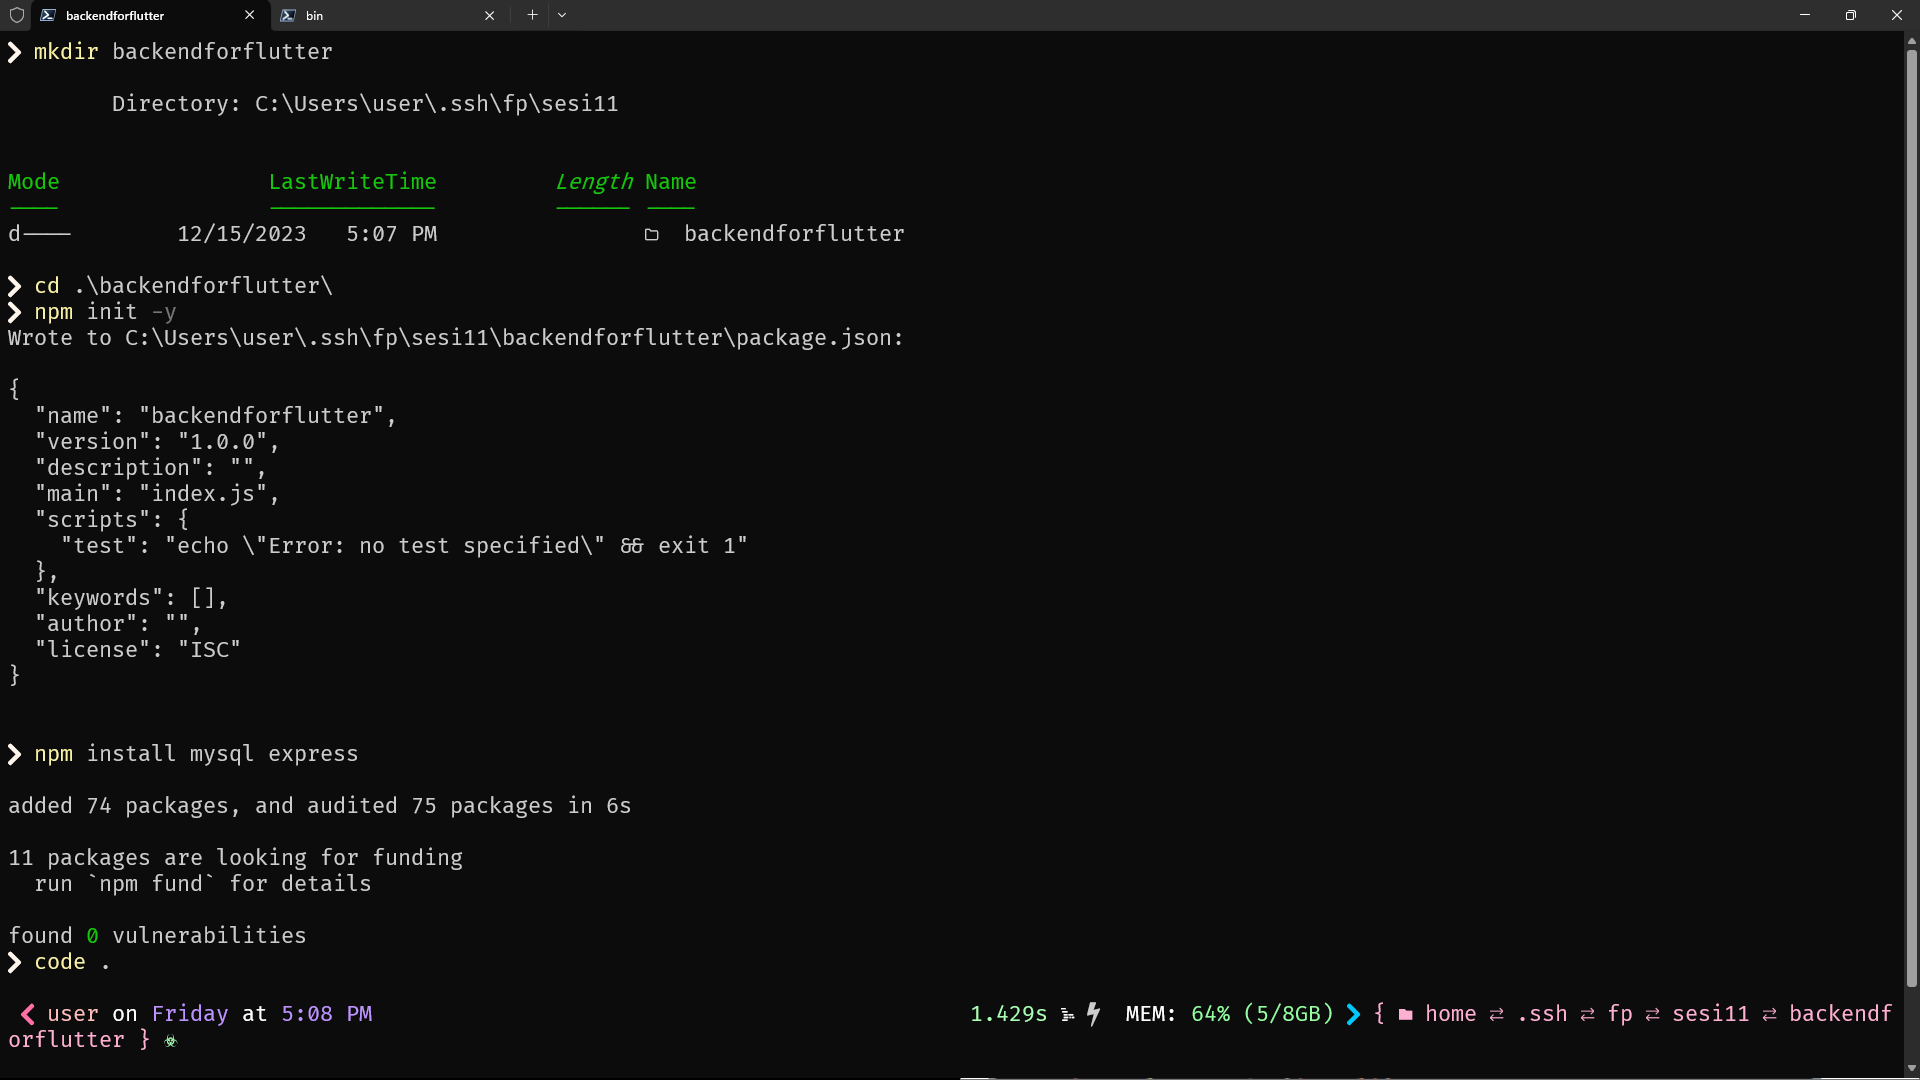 backendforflutter
bin
❯ mkdir backendforflutter
Directory: C:\Users\user\.ssh\fp\sesi11
Mode LastWriteTime Length Name
---- ------------- ------ ----
d---- 12/15/2023 5:07 PM backendforflutter
❯ cd .\backendforflutter\
❯ npm init -y
Wrote to C:\Users\user\.ssh\fp\sesi11\backendforflutter\package.json:
{
"name": "backendforflutter",
"version": "1.0.0",
"description": "",
"main": "index.js",
"scripts": {
"test": "echo \"Error: no test specified\" && exit 1"
},
"keywords": [],
"author": "",
"license": "ISC"
}
❯ npm install mysql express
added 74 packages, and audited 75 packages in 6s
11 packages are looking for funding
run `npm fund` for details
found 0 vulnerabilities
❯ code .
❮ user on Friday at 5:08 PM 1.429s MEM: 64% (5/8GB) ❯ { home ⇄ .ssh ⇄ fp ⇄ sesi11 ⇄ backendf
orflutter } ☣